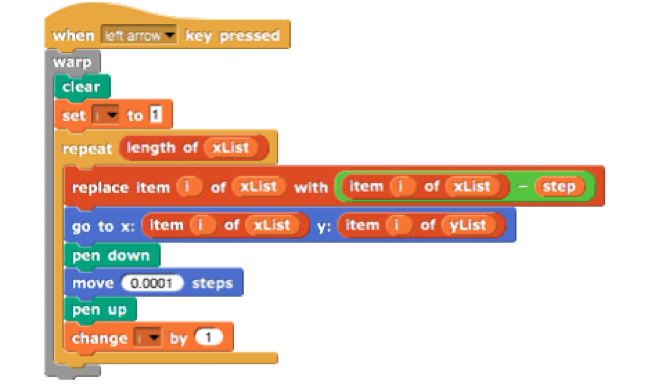 when left arrow key pressed
warp
clear
set i to 1
repeat length of xList
replace item i of xList with item i of xList - step
go to x: item i of xList y: item i of yList
pen down
move 0.0001 steps
pen up
change i by 1